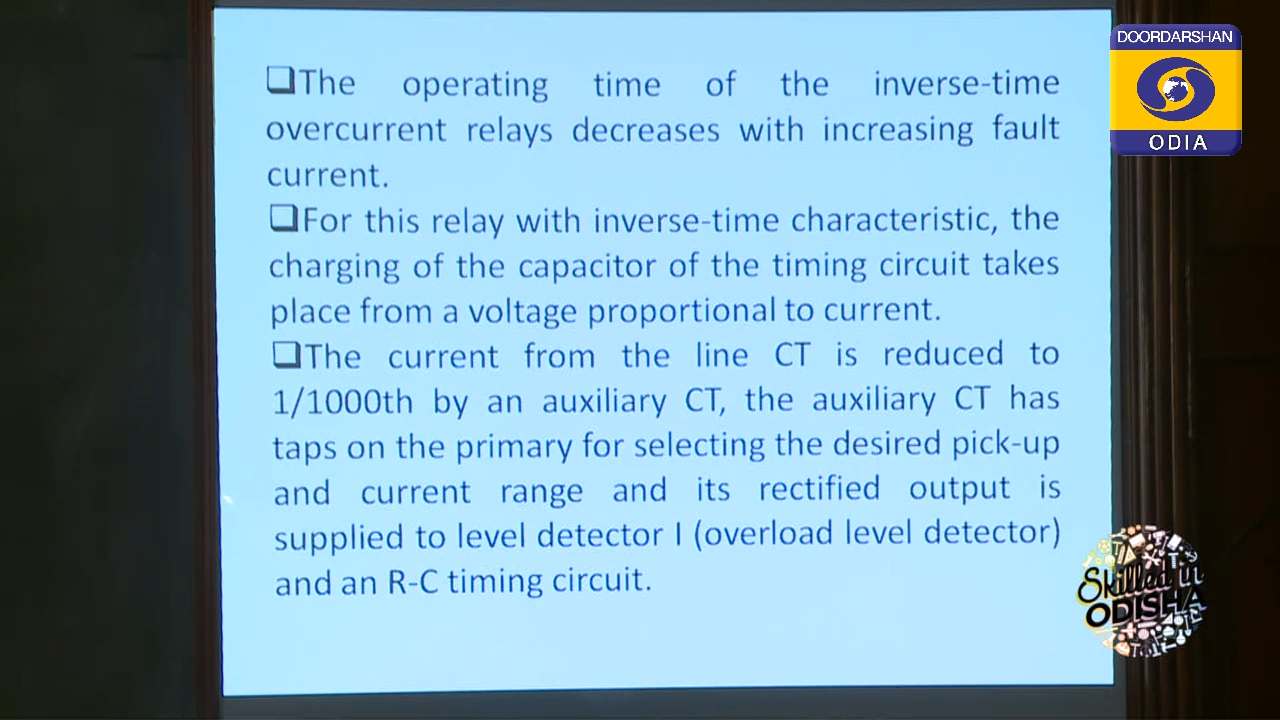 ❑The operating time of the inverse-time
overcurrent relays decreases with increasing fault
current.
❑For this relay with inverse-time characteristic, the
charging of the capacitor of the timing circuit takes
place from a voltage proportional to current.
❑The current from the line CT is reduced to
1/1000th by an auxiliary CT, the auxiliary CT has
taps on the primary for selecting the desired pick-up
and current range and its rectified output is
supplied to level detector I (overload level detector)
and an R-C timing circuit.
DOORDARSHAN
ODIA
Skilled in
ODISHA